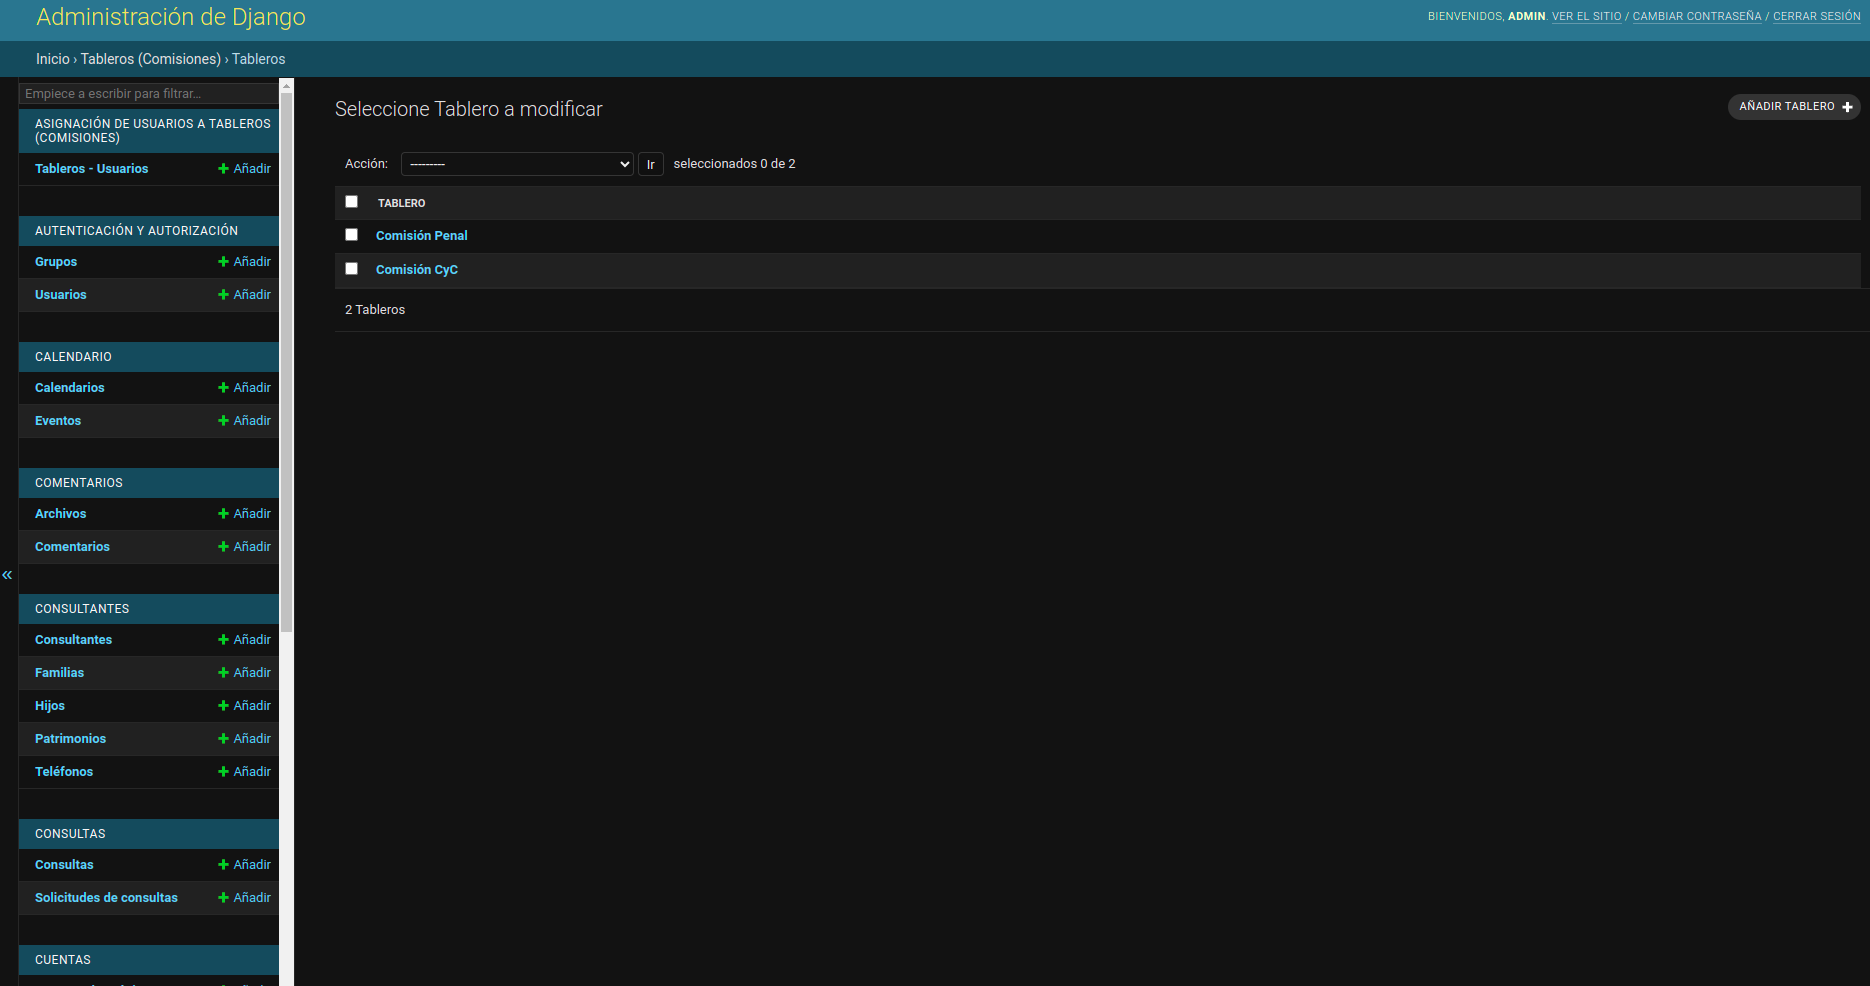 Administración de Django
BIENVENIDOS, ADMIN. VER EL SITIO / CAMBIAR CONTRASEÑA / CERRAR SESIÓN
Inicio › Tableros (Comisiones) › Tableros
Empiece a escribir para filtrar...
ASIGNACIÓN DE USUARIOS A TABLEROS
(COMISIONES)
Tableros - Usuarios Añadir
AUTENTICACIÓN Y AUTORIZACIÓN
Grupos Añadir
Usuarios Añadir
CALENDARIO
Calendarios Añadir
Eventos Añadir
COMENTARIOS
Archivos Añadir
Comentarios Añadir
«
CONSULTANTES
Consultantes Añadir
Familias Añadir
Hijos Añadir
Patrimonios Añadir
Teléfonos Añadir
CONSULTAS
Consultas Añadir
Solicitudes de consultas Añadir
CUENTAS
Seleccione Tablero a modificar
AÑADIR TABLERO
Acción: --------- Ir seleccionados 0 de 2
TABLERO
Comisión Penal
Comisión CyC
2 Tableros